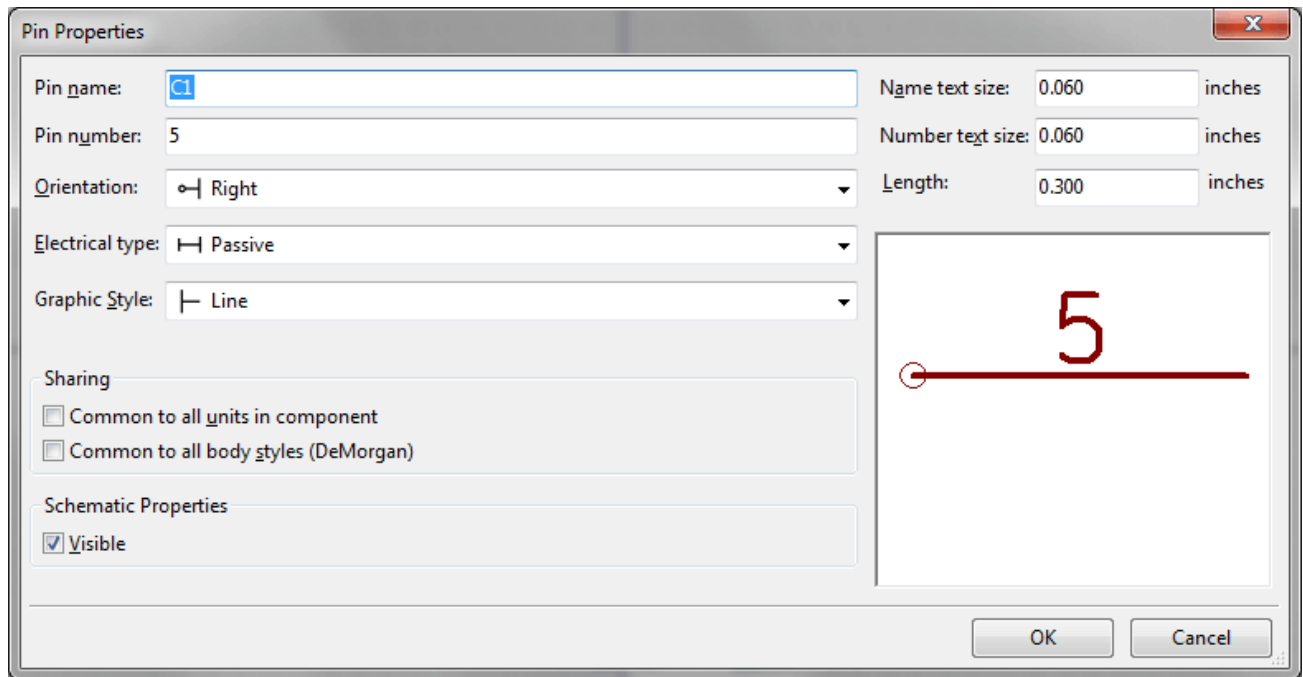 Pin Properties
Pin name: C1
Name text size: 0.060 inches
Pin number: 5
Number text size: 0.060 inches
Orientation: Right
Length: 0.300 inches
Electrical type: Passive
Graphic Style: Line
5
Sharing
Common to all units in component
Common to all body styles (DeMorgan)
Schematic Properties
Visible
OK Cancel